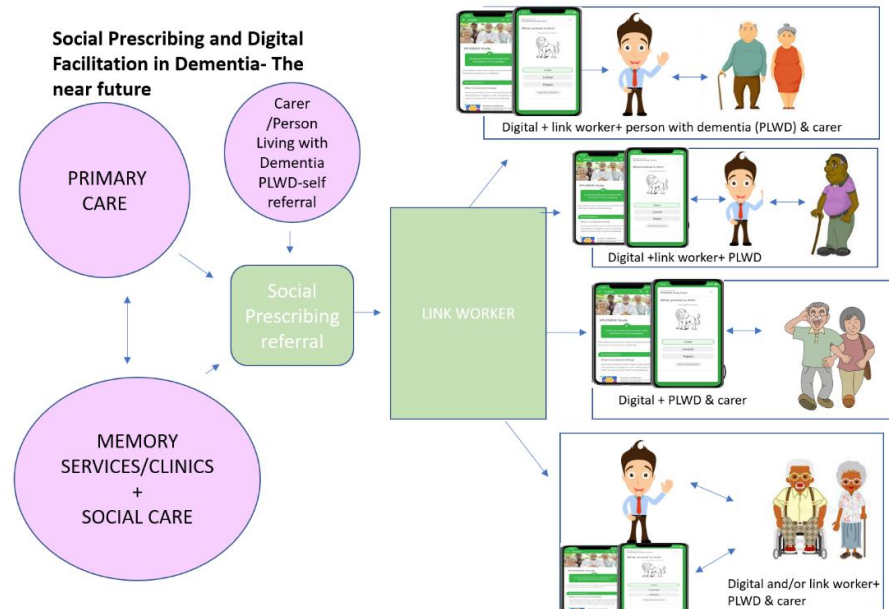 Social Prescribing and Digital
Facilitation in Dementia- The
near future
PRIMARY
CARE
Carer
/Person
Living with
Dementia
PLWD-self
referral
MEMORY
SERVICES/CLINICS
+
SOCIAL CARE
Social
Prescribing
referral
LINK WORKER
Digital + link worker+ person with dementia (PLWD) & carer
Digital +link worker+ PLWD
Digital + PLWD & carer
Digital and/or link worker+
PLWD & carer